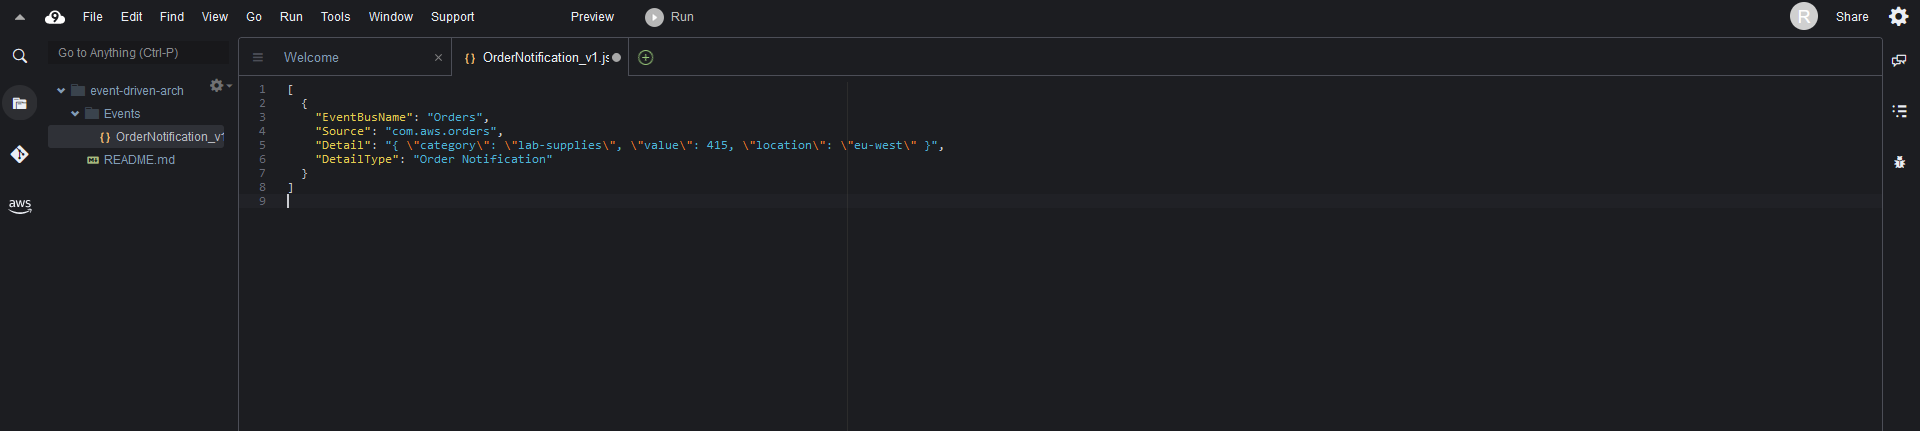 9 File Edit Find View Go Run Tools Window Support Preview Run R Share
Go to Anything (Ctrl-P)
event-driven-arch
Events
{} OrderNotification_v1
README.md
aws
Welcome × {} OrderNotification_v1.js
1 [
2 {
3 "EventBusName": "Orders",
4 "Source": "com.aws.orders",
5 "Detail": "{ \"category\": \"lab-supplies\", \"value\": 415, \"location\": \"eu-west\" }",
6 "DetailType": "Order Notification"
7 }
8 ]
9